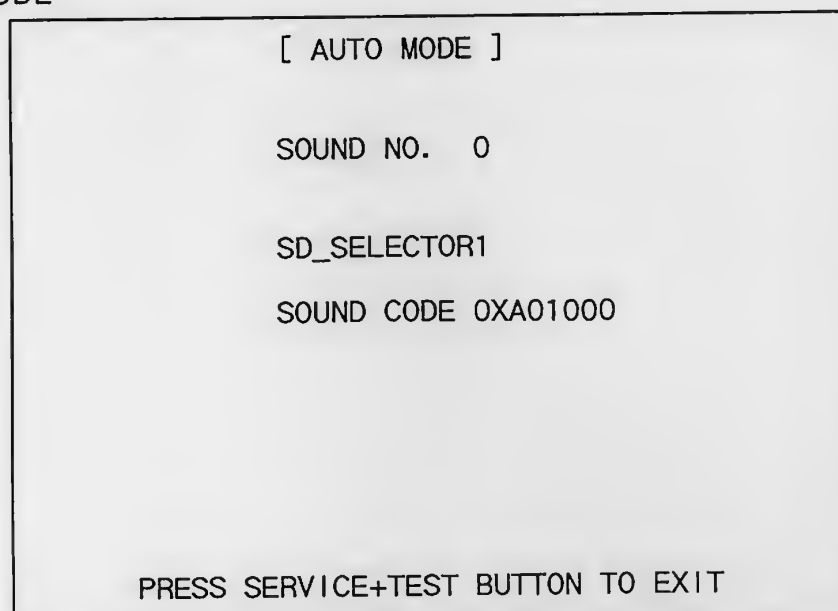 [ AUTO MODE ]
SOUND NO. 0
SD_SELECTOR1
SOUND CODE 0XA01000
PRESS SERVICE+TEST BUTTON TO EXIT